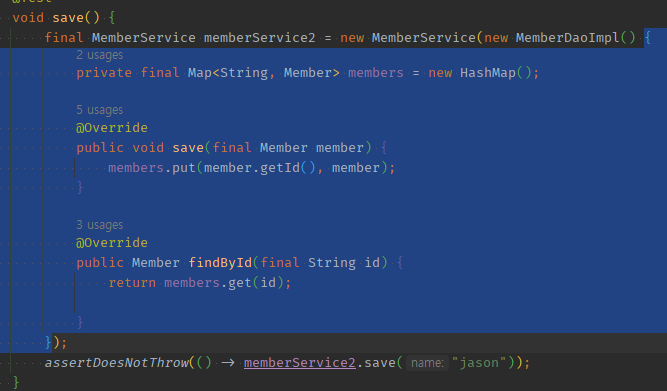 @Test
void save() {
final MemberService memberService2 = new MemberService(new MemberDaoImpl() {
2 usages
private final Map<String, Member> members = new HashMap();
5 usages
@Override
public void save(final Member member) {
members.put(member.getId(), member);
}
3 usages
@Override
public Member findById(final String id) {
return members.get(id);
}
});
assertDoesNotThrow(() → memberService2.save( name: "jason"));
}